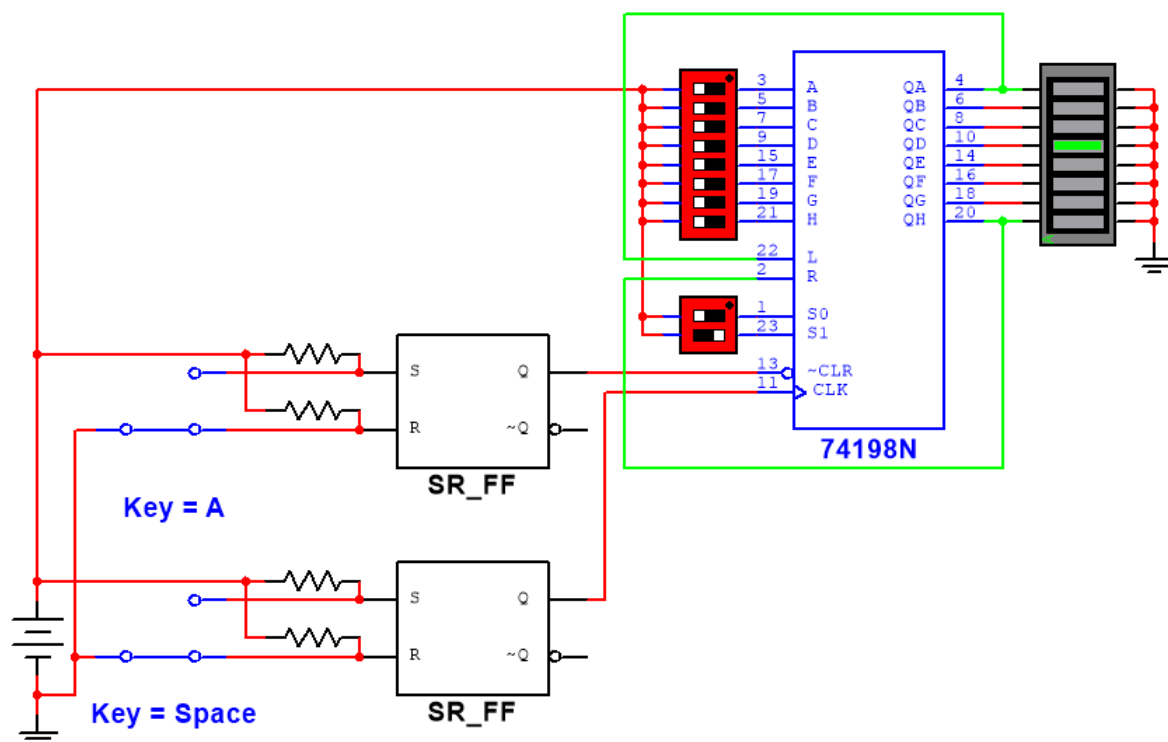 3 A QA 4
5 B QB 6
7 C QC 8
9 D QD 10
15 E QE 14
17 F QF 16
19 G QG 18
21 H QH 20
22 L
2 R
1 S0
23 S1
13 ~CLR
11 CLK
74198N
S Q
R ~Q
SR_FF
Key = A
S Q
R ~Q
SR_FF
Key = Space